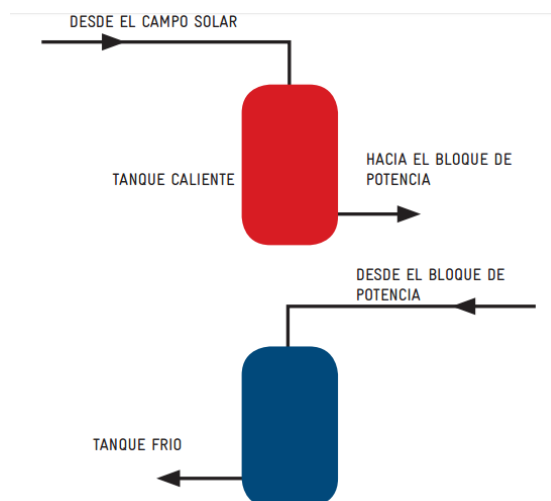 DESDE EL CAMPO SOLAR
TANQUE CALIENTE
HACIA EL BLOQUE DE
POTENCIA
DESDE EL BLOQUE DE
POTENCIA
TANQUE FRIO